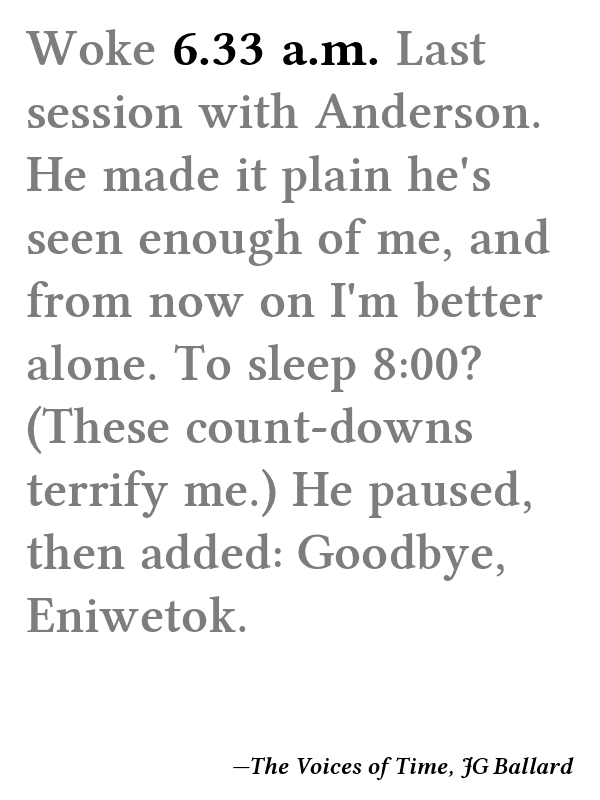 Woke 6.33 a.m. Last
session with Anderson.
He made it plain he's
seen enough of me, and
from now on I'm better
alone. To sleep 8:00?
(These count-downs
terrify me.) He paused,
then added: Goodbye,
Eniwetok.
—The Voices of Time, JG Ballard